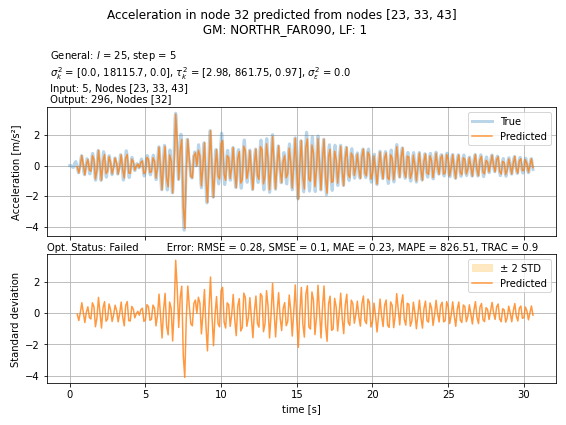 Acceleration in node 32 predicted from nodes [23, 33, 43]
GM: NORTHR_FAR090, LF: 1
General: l = 25, step = 5
σ²ₖ = [0.0, 18115.7, 0.0], τ²ₖ = [2.98, 861.75, 0.97], σ²ε = 0.0
Input: 5, Nodes [23, 33, 43]
Output: 296, Nodes [32]
True
Predicted
Acceleration [m/s²]
2
0
−2
−4
Opt. Status: Failed Error: RMSE = 0.28, SMSE = 0.1, MAE = 0.23, MAPE = 826.51, TRAC = 0.9
± 2 STD
Predicted
Standard deviation
2
0
−2
−4
0 5 10 15 20 25 30
time [s]